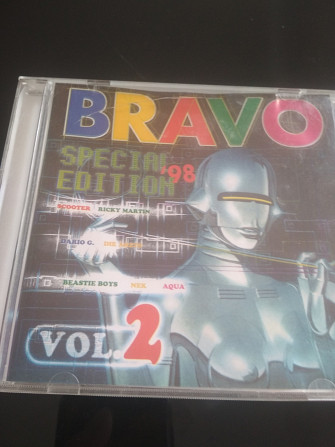 BRAVO
SPECIAL
EDITION '98
SCOOTER RICKY MARTIN
DARIO G.
BEASTIE BOYS NEK AQUA
VOL.2